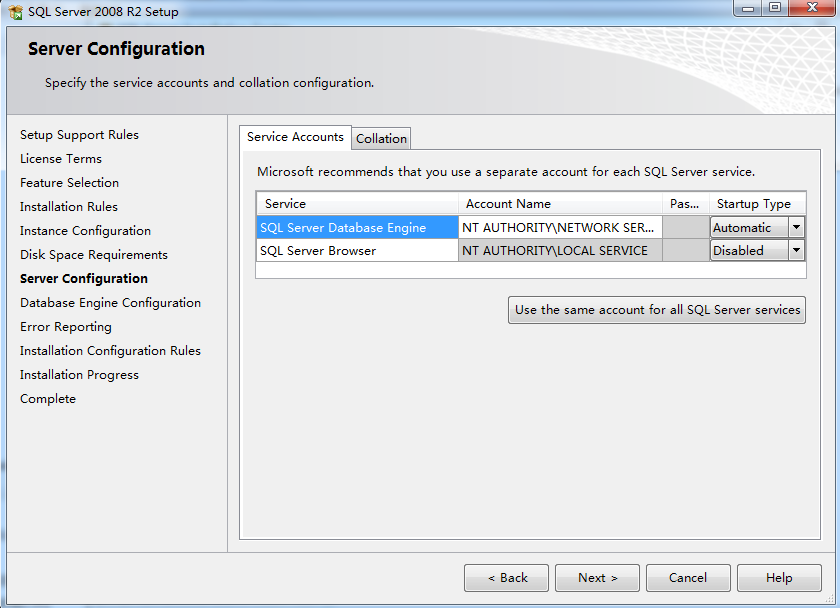 SQL Server 2008 R2 Setup
Server Configuration
Specify the service accounts and collation configuration.
Setup Support Rules
License Terms
Feature Selection
Installation Rules
Instance Configuration
Disk Space Requirements
Server Configuration
Database Engine Configuration
Error Reporting
Installation Configuration Rules
Installation Progress
Complete
Service Accounts Collation
Microsoft recommends that you use a separate account for each SQL Server service.
Service Account Name Pas... Startup Type
SQL Server Database Engine NT AUTHORITY\NETWORK SER... Automatic
SQL Server Browser NT AUTHORITY\LOCAL SERVICE Disabled
Use the same account for all SQL Server services
< Back Next > Cancel Help